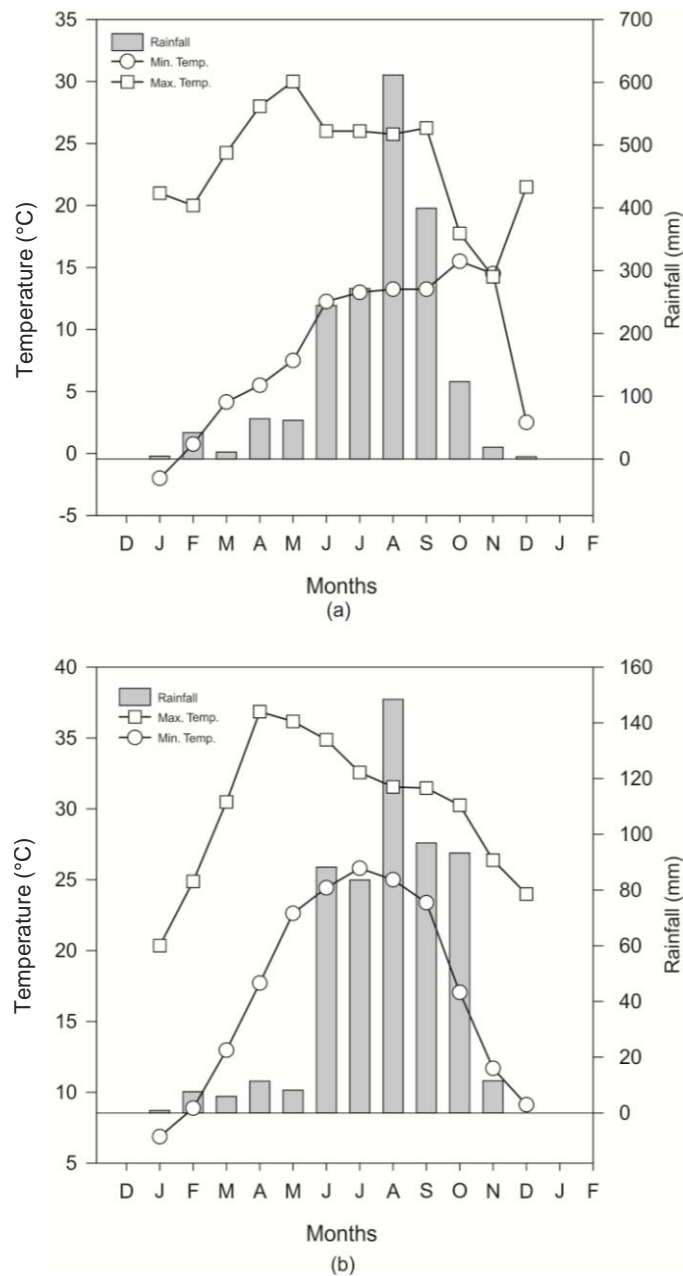 35
30
25
20
15
10
5
0
-5
Temperature (°C)
Rainfall
Min. Temp.
Max. Temp.
700
600
500
400
300
200
100
0
Rainfall (mm)
D J F M A M J J A S O N D J F
Months
(a)
40
35
30
25
20
15
10
5
Temperature (°C)
Rainfall
Max. Temp.
Min. Temp.
160
140
120
100
80
60
40
20
0
Rainfall (mm)
D J F M A M J J A S O N D J F
Months
(b)